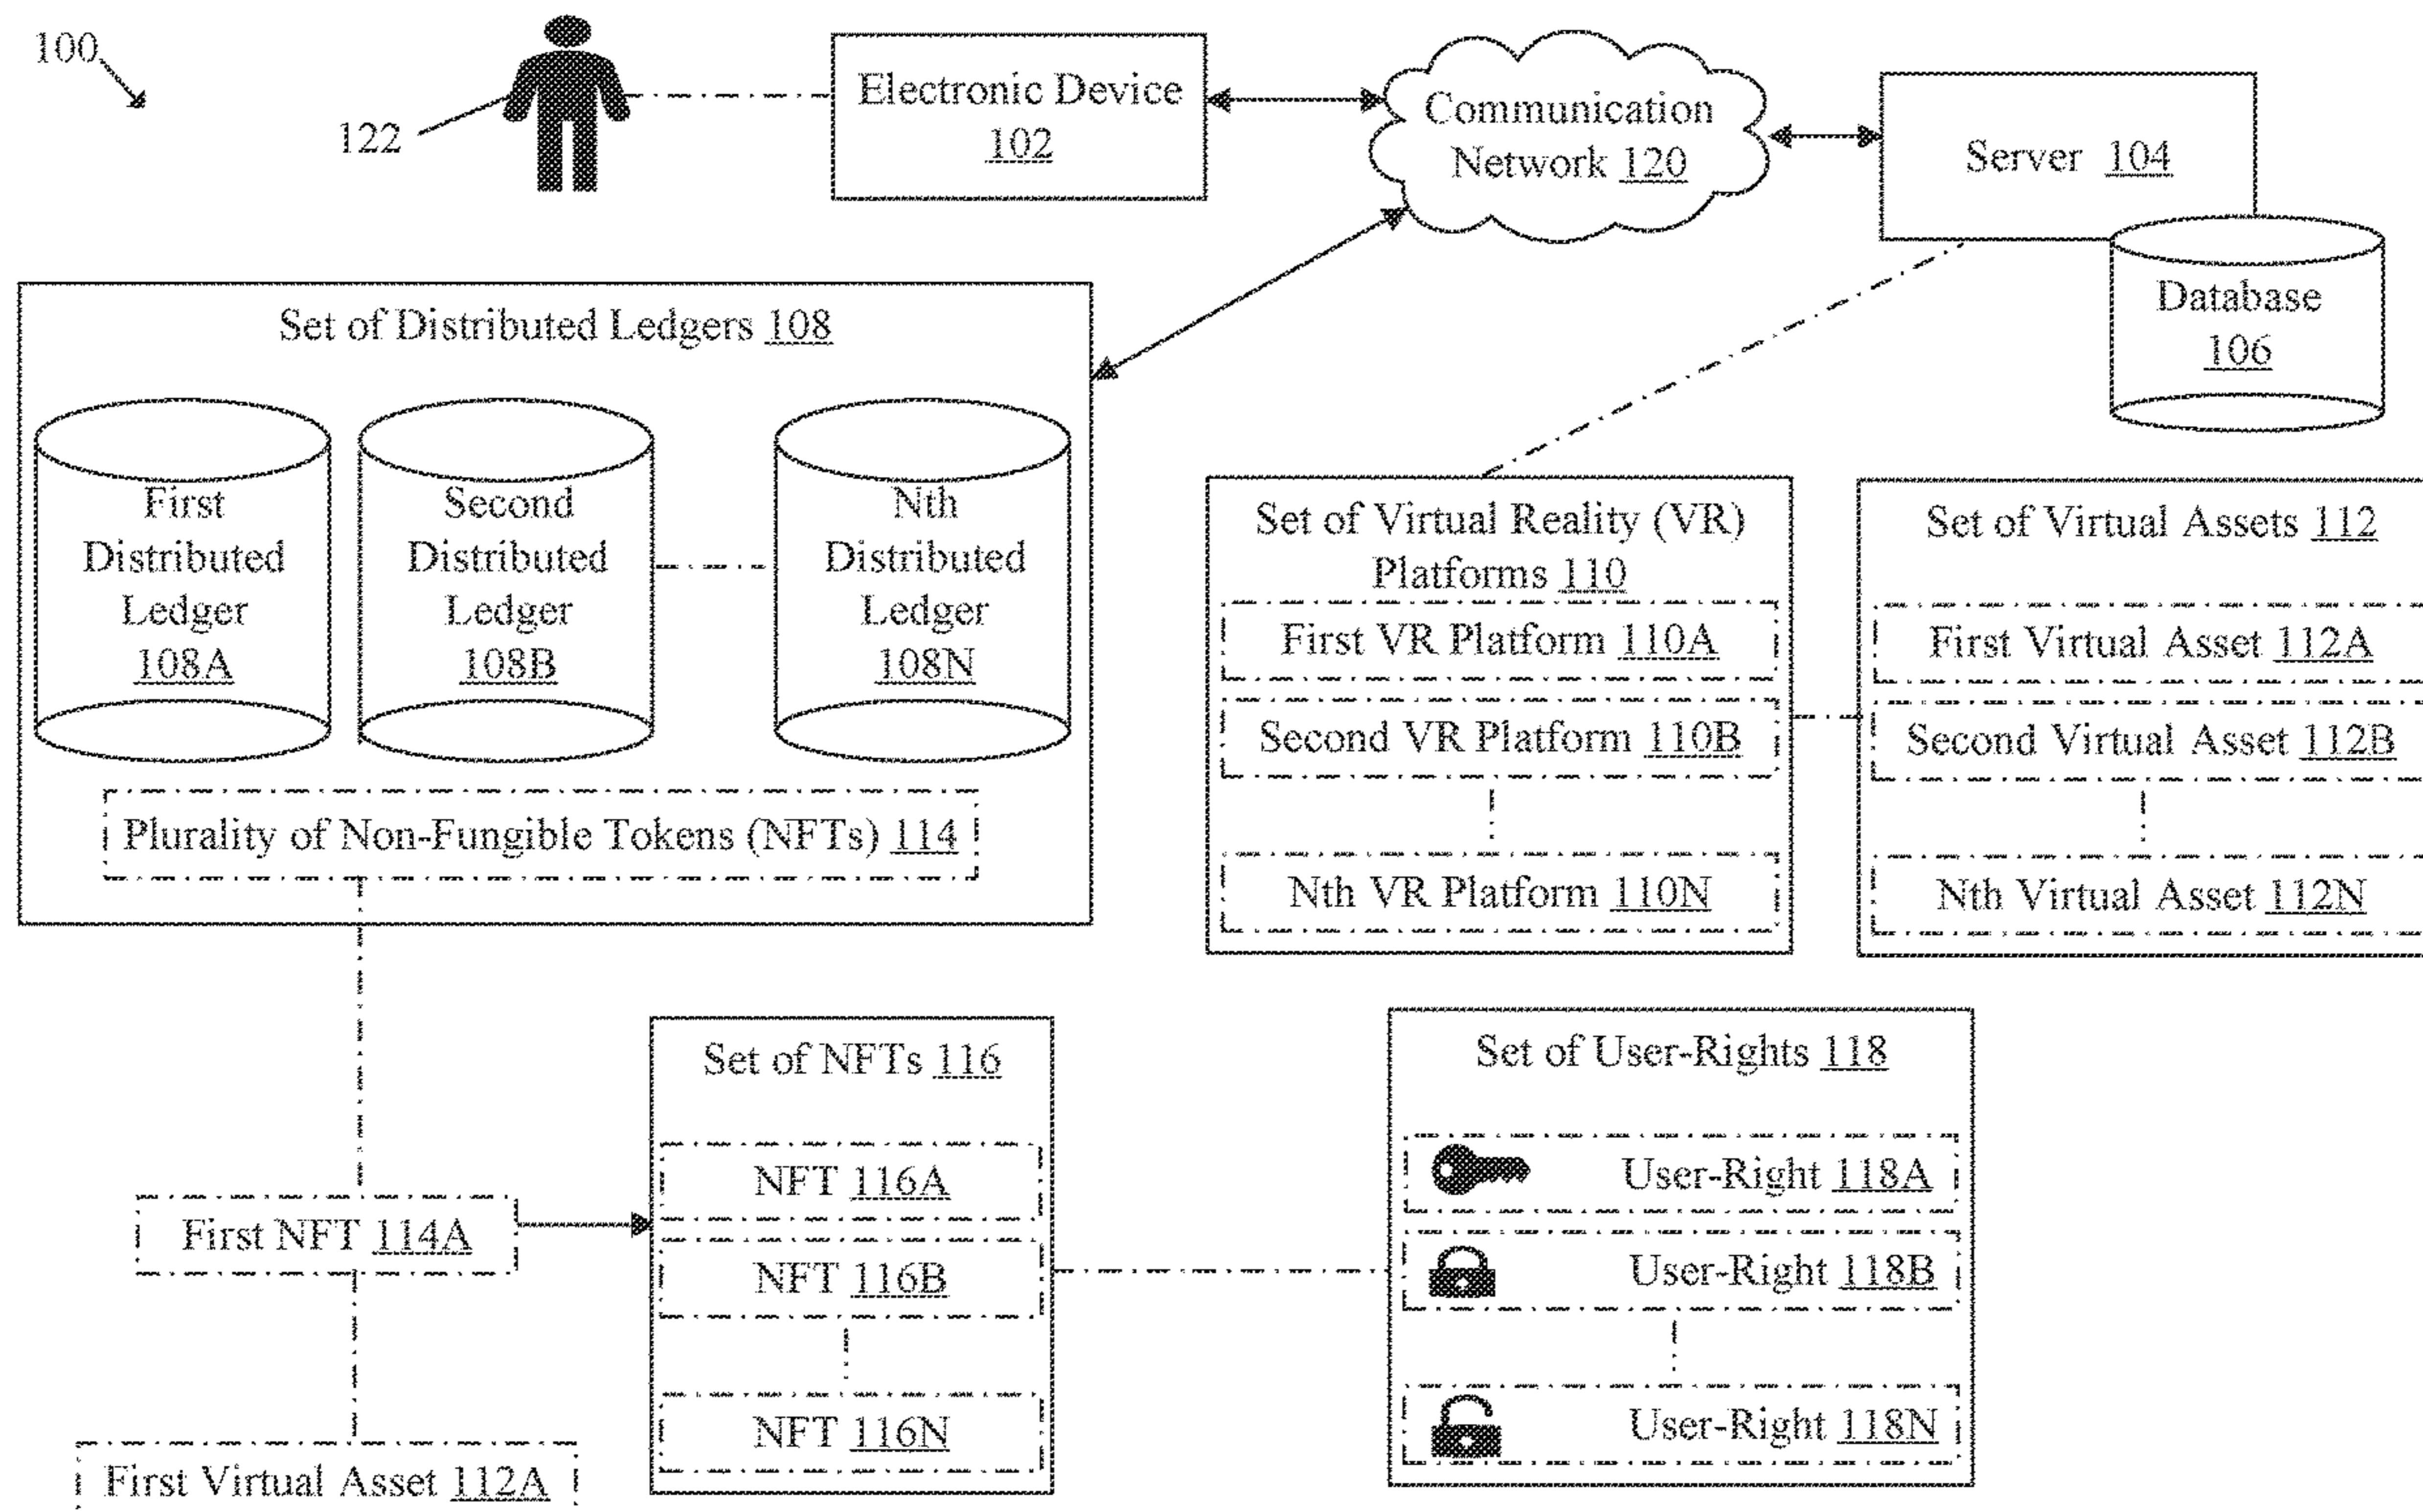 100
122
Electronic Device
102
Communication
Network 120
Server 104
Database
106
Set of Distributed Ledgers 108
First
Distributed
Ledger
108A
Second
Distributed
Ledger
108B
Nth
Distributed
Ledger
108N
Plurality of Non-Fungible Tokens (NFTs) 114
Set of Virtual Reality (VR)
Platforms 110
First VR Platform 110A
Second VR Platform 110B
Nth VR Platform 110N
Set of Virtual Assets 112
First Virtual Asset 112A
Second Virtual Asset 112B
Nth Virtual Asset 112N
First NFT 114A
First Virtual Asset 112A
Set of NFTs 116
NFT 116A
NFT 116B
NFT 116N
Set of User-Rights 118
User-Right 118A
User-Right 118B
User-Right 118N